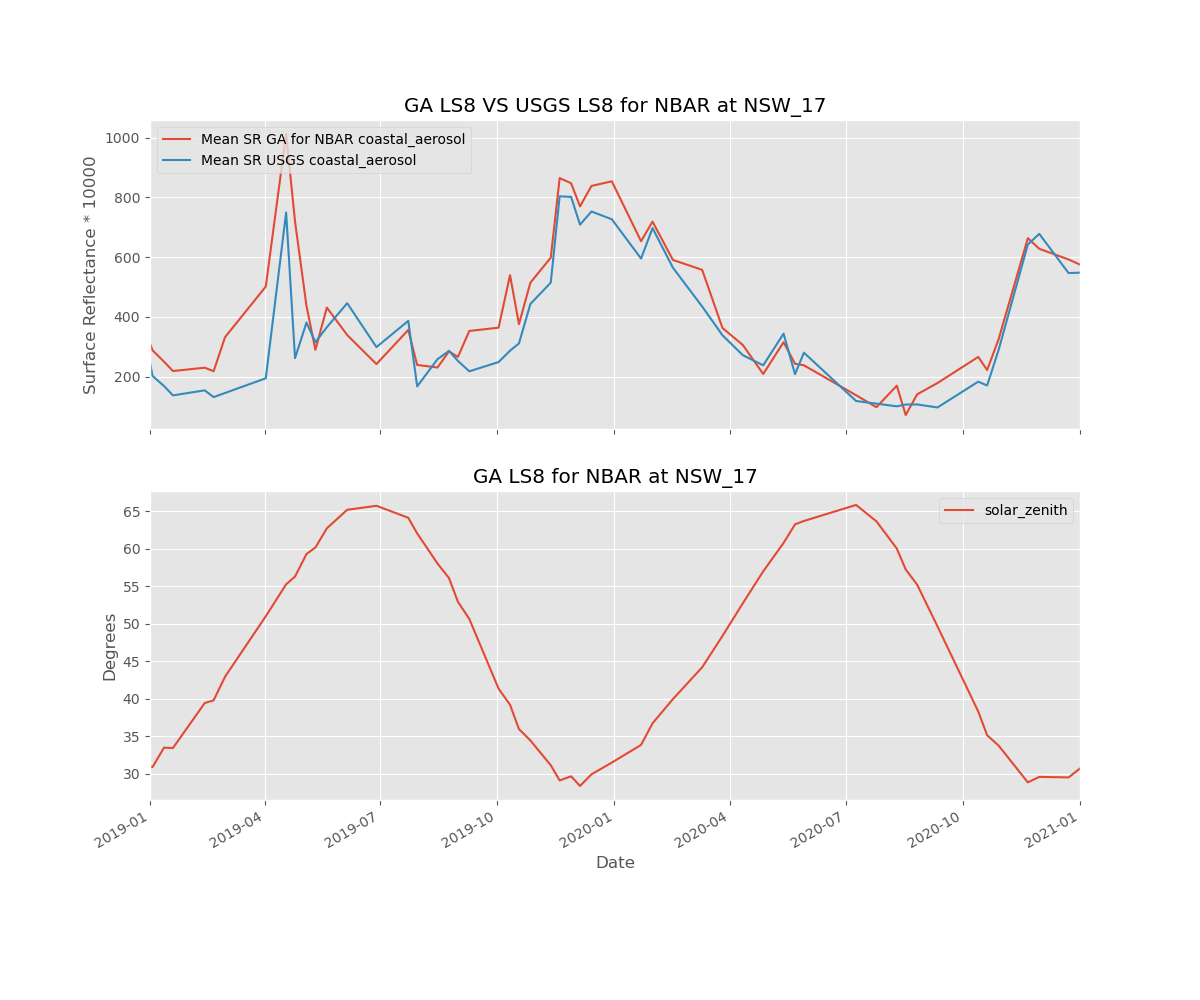 GA LS8 VS USGS LS8 for NBAR at NSW_17
Surface Reflectance * 10000
1000
800
600
400
200
Mean SR GA for NBAR coastal_aerosol
Mean SR USGS coastal_aerosol
GA LS8 for NBAR at NSW_17
Degrees
65
60
55
50
45
40
35
30
solar_zenith
2019-01
2019-04
2019-07
2019-10
2020-01
2020-04
2020-07
2020-10
2021-01
Date